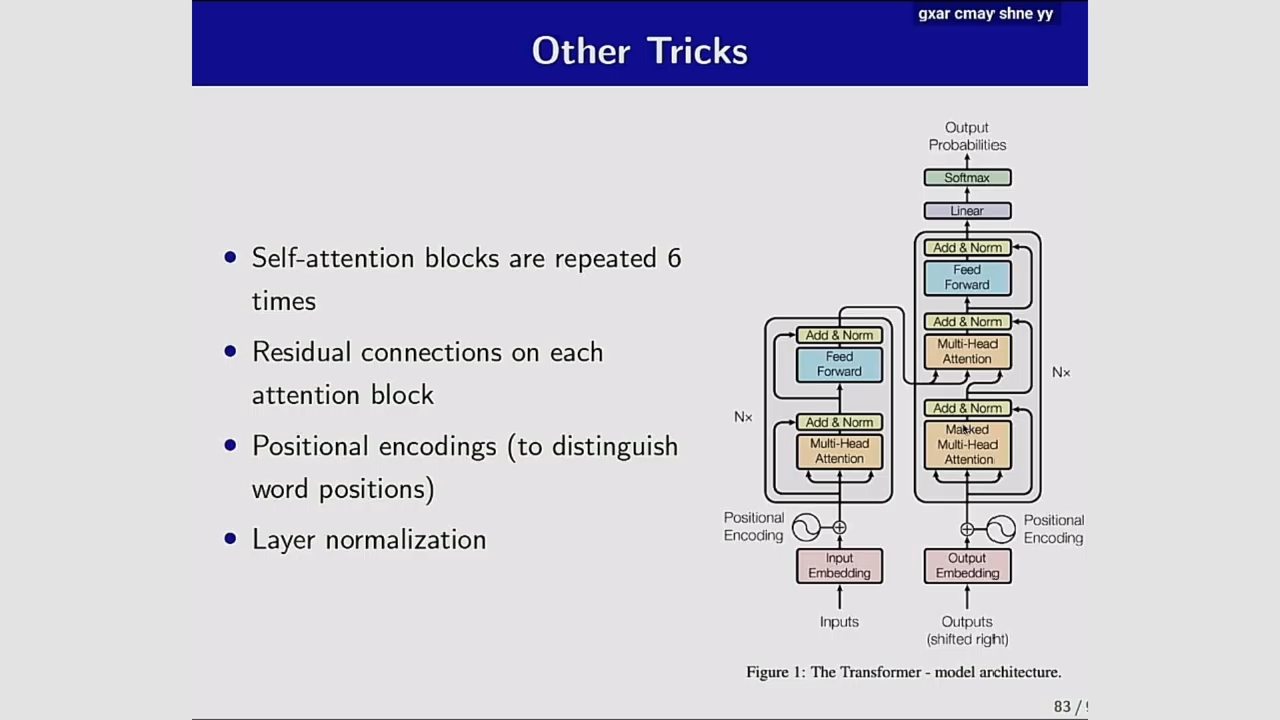 gxar cmay shne yy
Other Tricks
Self-attention blocks are repeated 6
times
Residual connections on each
attention block
Positional encodings (to distinguish
word positions)
Layer normalization
Output
Probabilities
Softmax
Linear
Add & Norm
Feed
Forward
Add & Norm
Multi-Head
Attention
Add & Norm
Masked
Multi-Head
Attention
Nx
Add & Norm
Feed
Forward
Add & Norm
Multi-Head
Attention
Nx
Positional
Encoding
Positional
Encoding
Input
Embedding
Output
Embedding
Inputs
Outputs
(shifted right)
Figure 1: The Transformer - model architecture.
83 /